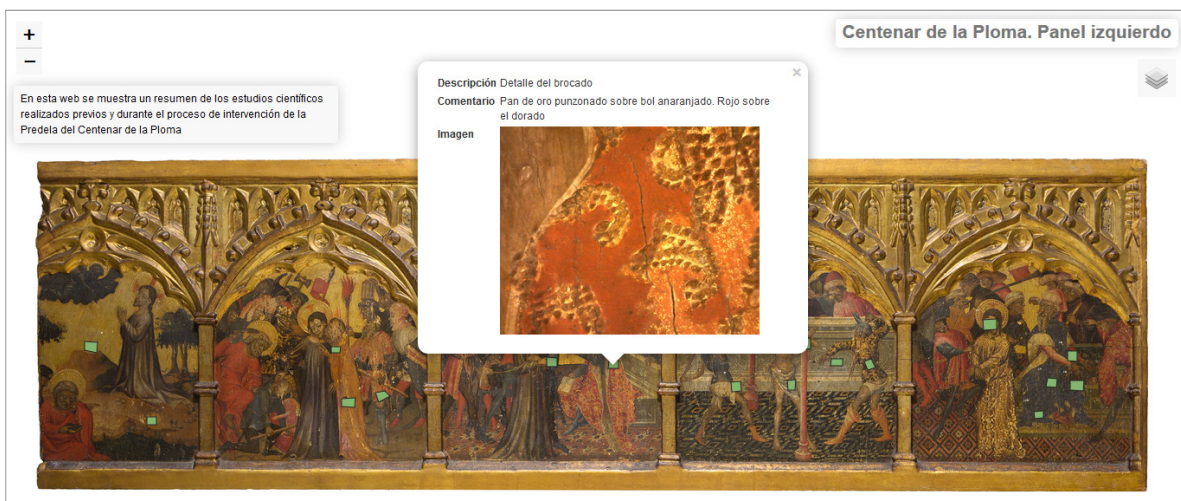 +
−
Centenar de la Ploma. Panel izquierdo
En esta web se muestra un resumen de los estudios científicos
realizados previos y durante el proceso de intervención de la
Predela del Centenar de la Ploma
×
Descripción Detalle del brocado
Comentario Pan de oro punzonado sobre bol anaranjado. Rojo sobre
el dorado
Imagen